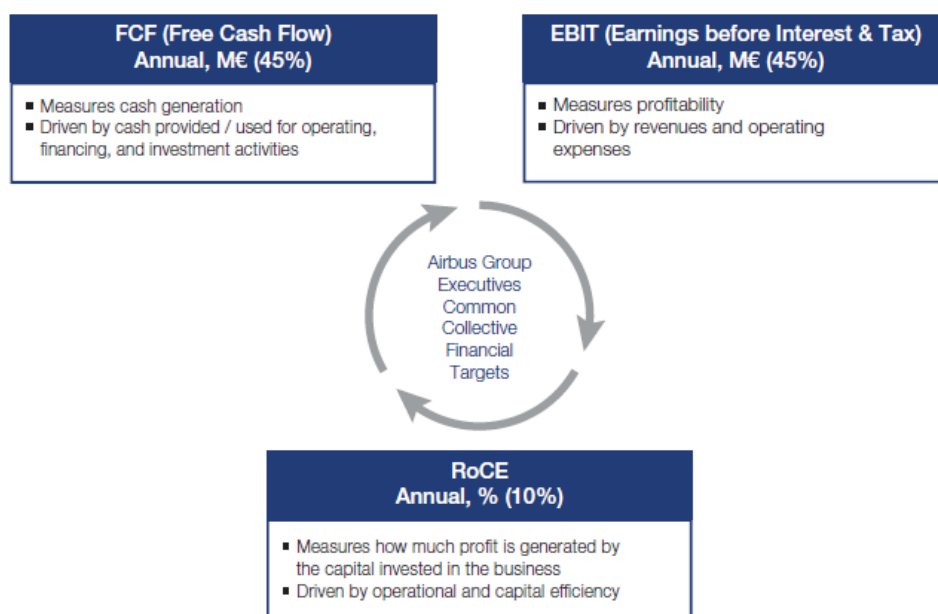 FCF (Free Cash Flow)
Annual, M€ (45%)
▪ Measures cash generation
▪ Driven by cash provided / used for operating,
financing, and investment activities
EBIT (Earnings before Interest & Tax)
Annual, M€ (45%)
▪ Measures profitability
▪ Driven by revenues and operating
expenses
Airbus Group
Executives
Common
Collective
Financial
Targets
RoCE
Annual, % (10%)
▪ Measures how much profit is generated by
the capital invested in the business
▪ Driven by operational and capital efficiency